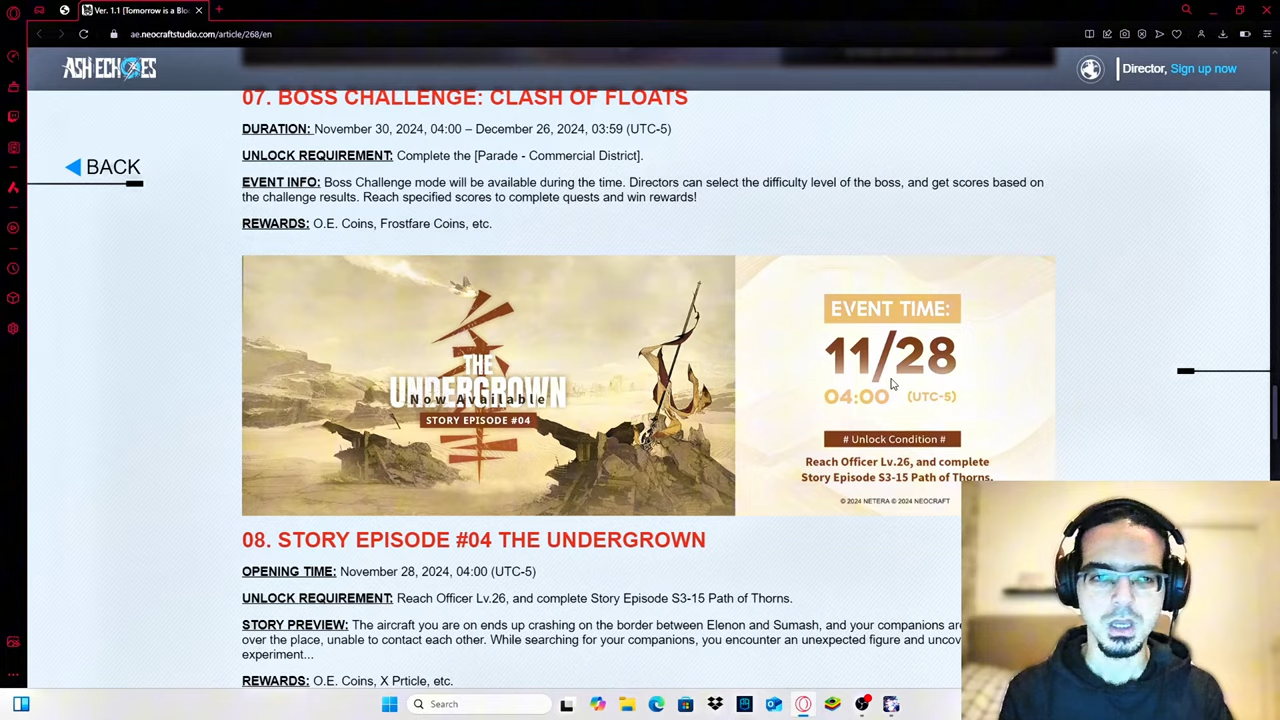 Ver. 1.1 [Tomorrow is a Blo
ae.neocraftstudio.com/article/268/en
ASH ECHOES
Director, Sign up now
BACK
07. BOSS CHALLENGE: CLASH OF FLOATS
DURATION: November 30, 2024, 04:00 – December 26, 2024, 03:59 (UTC-5)
UNLOCK REQUIREMENT: Complete the [Parade - Commercial District].
EVENT INFO: Boss Challenge mode will be available during the time. Directors can select the difficulty level of the boss, and get scores based on
the challenge results. Reach specified scores to complete quests and win rewards!
REWARDS: O.E. Coins, Frostfare Coins, etc.
THE
UNDERGROWN
Now Available
STORY EPISODE #04
EVENT TIME:
11/28
04:00 (UTC-5)
# Unlock Condition #
Reach Officer Lv.26, and complete
Story Episode S3-15 Path of Thorns.
© 2024 NETERA © 2024 NEOCRAFT
08. STORY EPISODE #04 THE UNDERGROWN
OPENING TIME: November 28, 2024, 04:00 (UTC-5)
UNLOCK REQUIREMENT: Reach Officer Lv.26, and complete Story Episode S3-15 Path of Thorns.
STORY PREVIEW: The aircraft you are on ends up crashing on the border between Elenon and Sumash, and your companions are
over the place, unable to contact each other. While searching for your companions, you encounter an unexpected figure and uncov
experiment...
REWARDS: O.E. Coins, X Prticle, etc.
Search